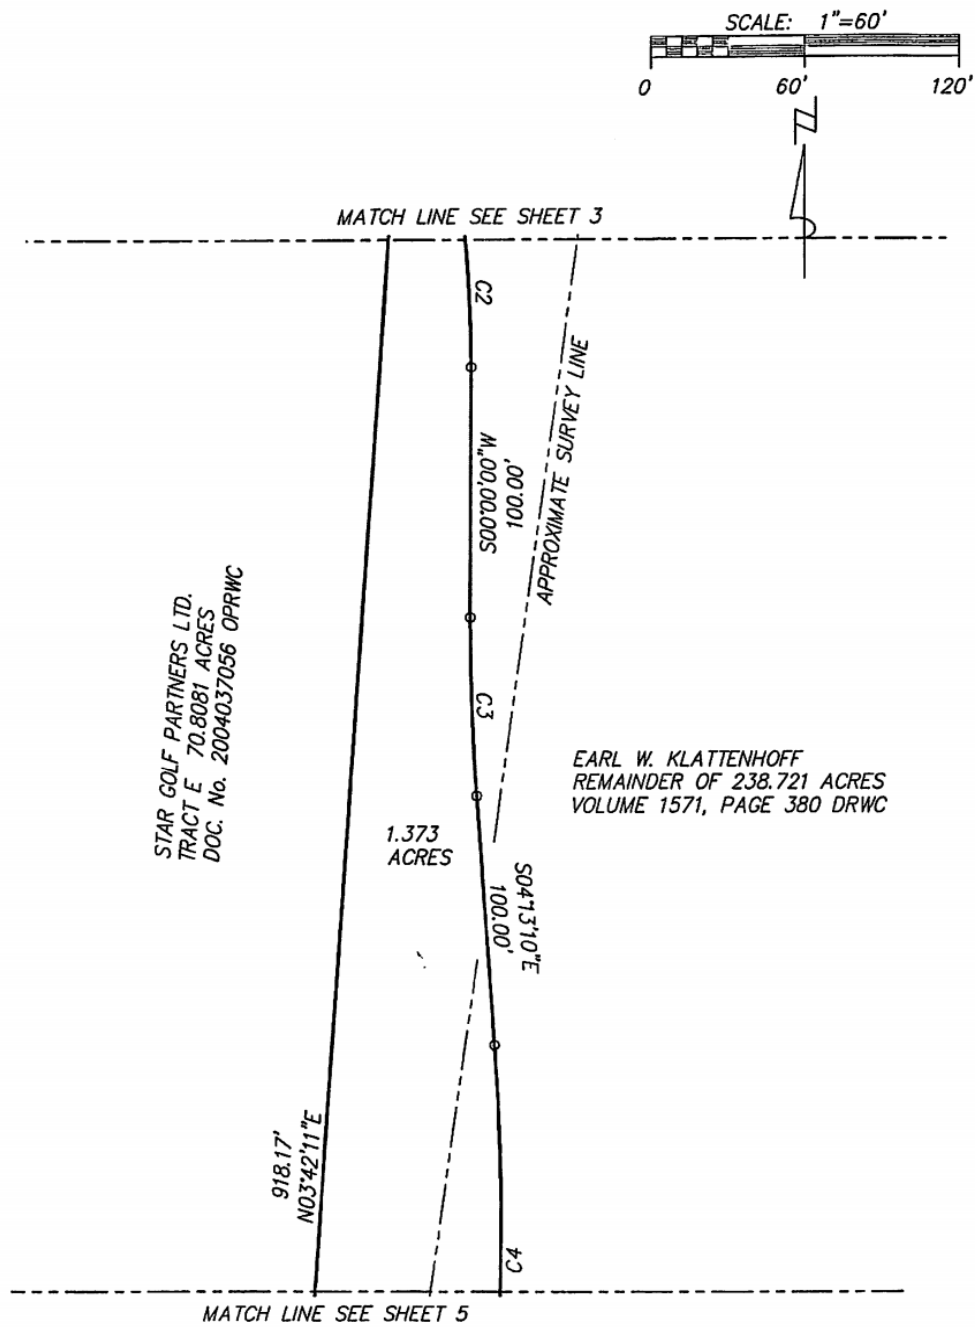 SCALE: 1"=60'
0 60' 120'
N
MATCH LINE SEE SHEET 3
C2
APPROXIMATE SURVEY LINE
100.00'
S00°00'00"W
C3
STAR GOLF PARTNERS LTD.
TRACT E 70.8081 ACRES
DOC. No. 2004037056 OPRWC
EARL W. KLATTENHOFF
REMAINDER OF 238.721 ACRES
VOLUME 1571, PAGE 380 DRWC
1.373
ACRES
S04°13'10"E
100.00'
918.17'
N03°42'11"E
C4
MATCH LINE SEE SHEET 5